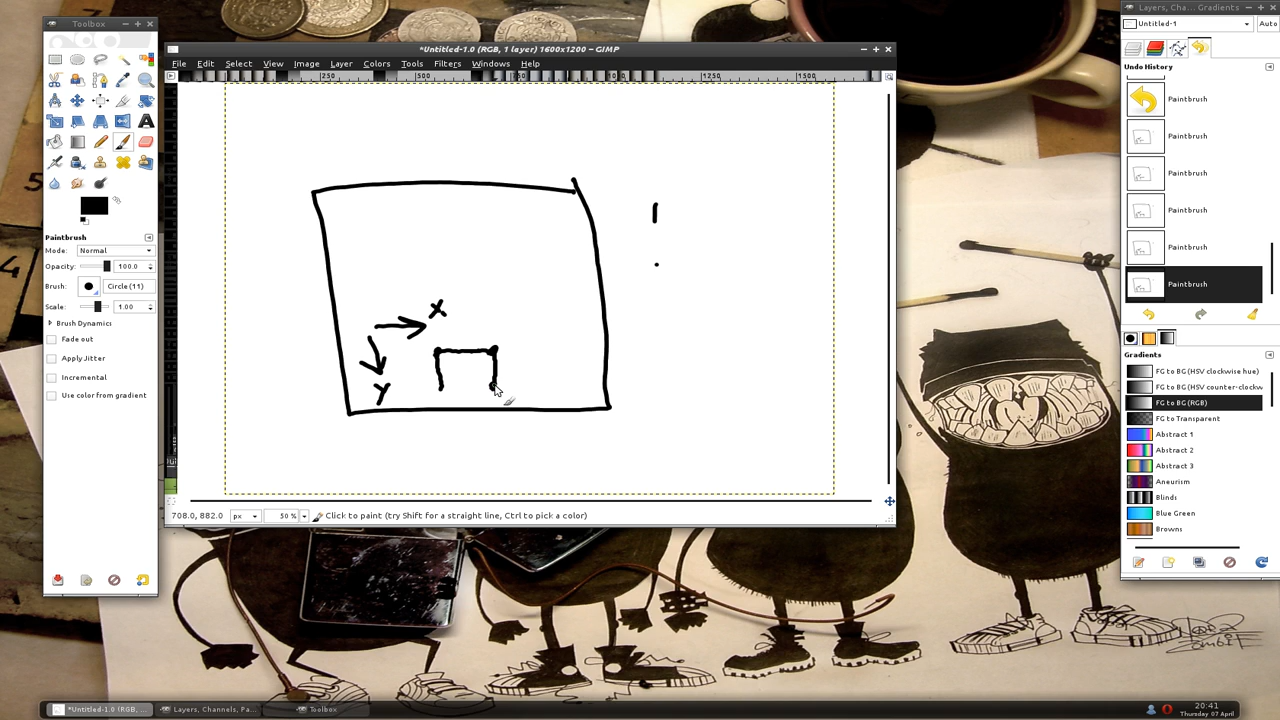 Toolbox
Mode: Normal
Opacity: 100.0
Brush: Circle (11)
Scale: 1.00
Paintbrush
Brush Dynamics
Fade out
Apply Jitter
Incremental
Use color from gradient
*Untitled-1.0 (RGB, 1 layer) 1600x1200 – GIMP
File Edit Select View Image Layer Colors Tools Filters Windows Help
250 500 750 1000 1250 1500
X
Y
708.0, 882.0 px 50 % Click to paint (try Shift for a straight line, Ctrl to pick a color)
Layers, Cha... Gradients
Untitled-1 Auto
Undo History
Paintbrush
Paintbrush
Paintbrush
Paintbrush
Paintbrush
Paintbrush
Gradients
FG to BG (HSV clockwise hue)
FG to BG (HSV counter-clockw
FG to BG (RGB)
FG to Transparent
Abstract 1
Abstract 2
Abstract 3
Aneurism
Blinds
Blue Green
Browns
*Untitled-1.0 (RGB, ...
Layers, Channels, Pa...
Toolbox
20:41
Thursday 07 April